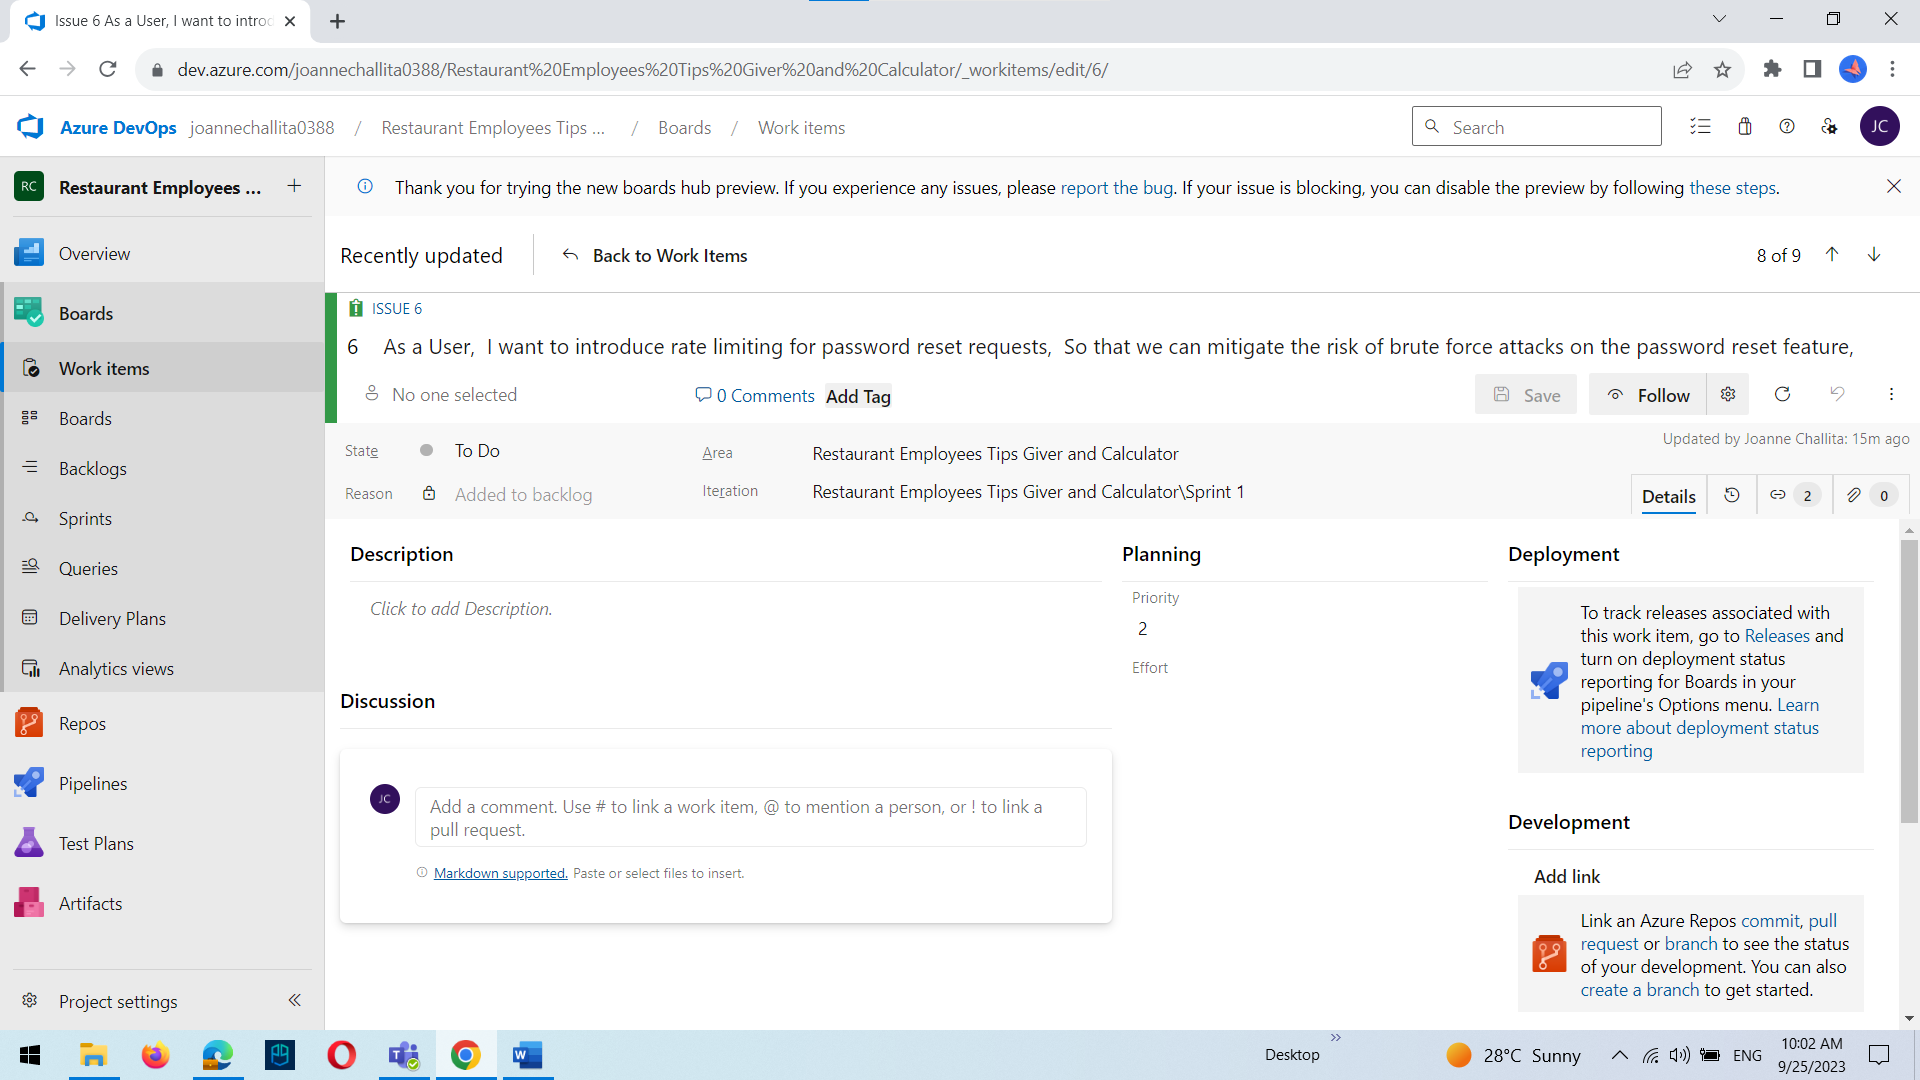 Issue 6 As a User, I want to introd
dev.azure.com/joannechallita0388/Restaurant%20Employees%20Tips%20Giver%20and%20Calculator/_workitems/edit/6/
Azure DevOps joannechallita0388 / Restaurant Employees Tips ... / Boards / Work items
Search
JC
RC Restaurant Employees ...
Thank you for trying the new boards hub preview. If you experience any issues, please report the bug. If your issue is blocking, you can disable the preview by following these steps.
Overview
Boards
Work items
Boards
Backlogs
Sprints
Queries
Delivery Plans
Analytics views
Repos
Pipelines
Test Plans
Artifacts
Project settings
Recently updated
Back to Work Items
8 of 9
ISSUE 6
6 As a User, I want to introduce rate limiting for password reset requests, So that we can mitigate the risk of brute force attacks on the password reset feature,
No one selected
0 Comments
Add Tag
Save
Follow
Updated by Joanne Challita: 15m ago
State To Do
Area Restaurant Employees Tips Giver and Calculator
Reason Added to backlog
Iteration Restaurant Employees Tips Giver and Calculator\Sprint 1
Details
2
0
Description
Click to add Description.
Discussion
JC
Add a comment. Use # to link a work item, @ to mention a person, or ! to link a
pull request.
Markdown supported. Paste or select files to insert.
Planning
Priority
2
Effort
Deployment
To track releases associated with
this work item, go to Releases and
turn on deployment status
reporting for Boards in your
pipeline's Options menu. Learn
more about deployment status
reporting
Development
Add link
Link an Azure Repos commit, pull
request or branch to see the status
of your development. You can also
create a branch to get started.
Desktop
28°C Sunny
ENG
10:02 AM
9/25/2023